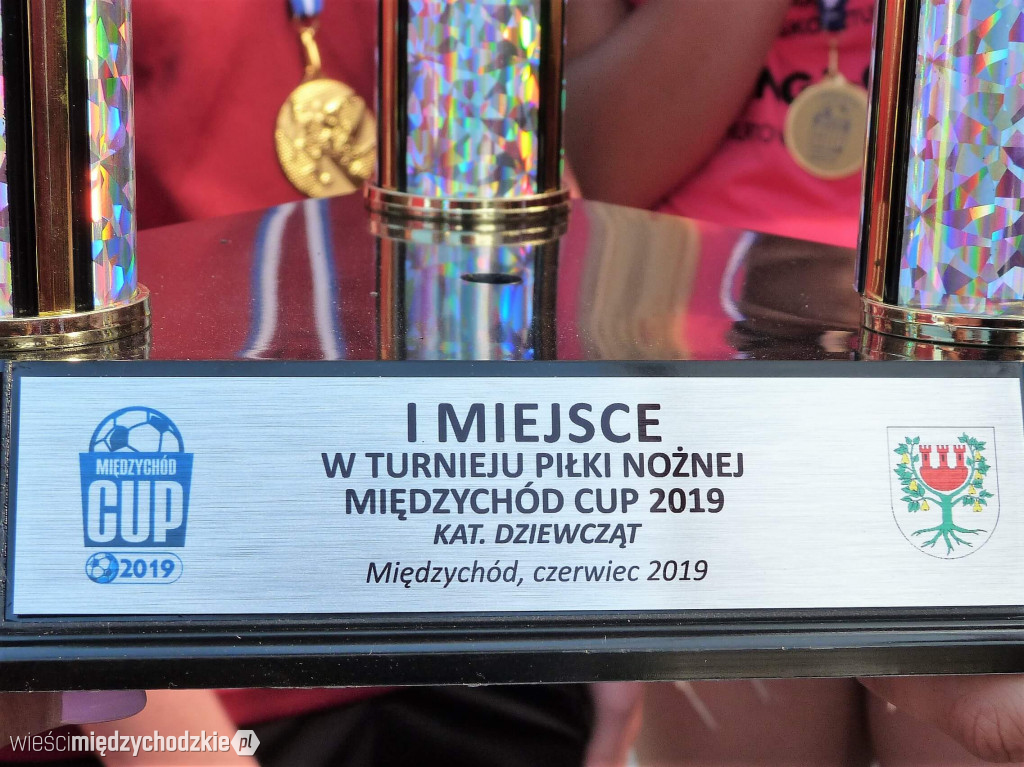 I MIEJSCE
W TURNIEJU PIŁKI NOŻNEJ
MIĘDZYCHÓD CUP 2019
KAT. DZIEWCZĄT
Międzychód, czerwiec 2019
MIĘDZYCHÓD
CUP
2019
wieścimiędzychodzkie.pl